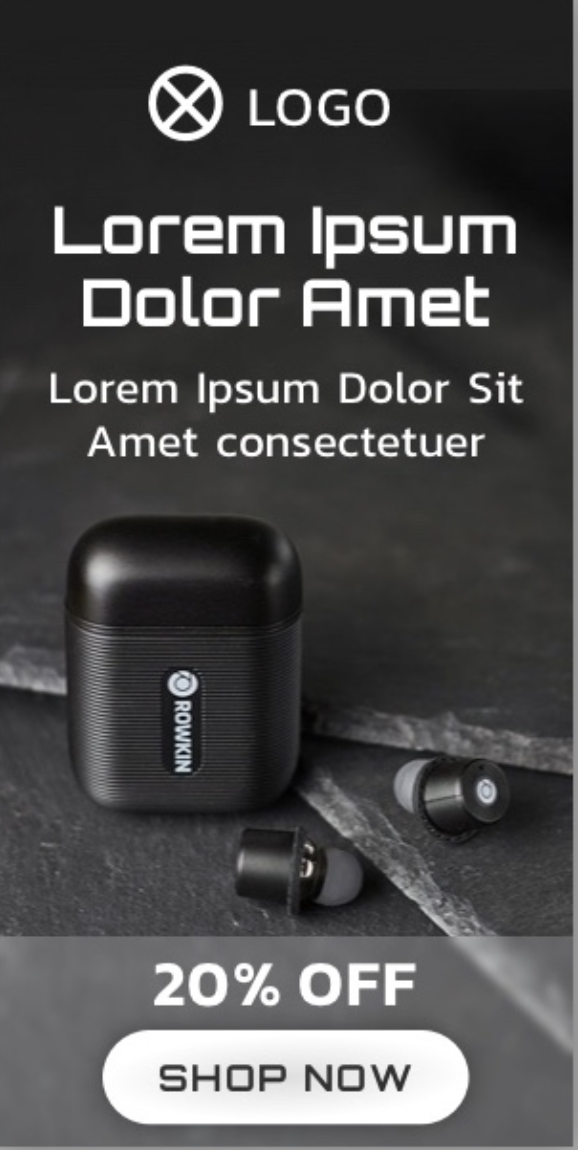 LOGO
Lorem Ipsum
Dolor Amet
Lorem Ipsum Dolor Sit
Amet consectetuer
ROWKIN
20% OFF
SHOP NOW